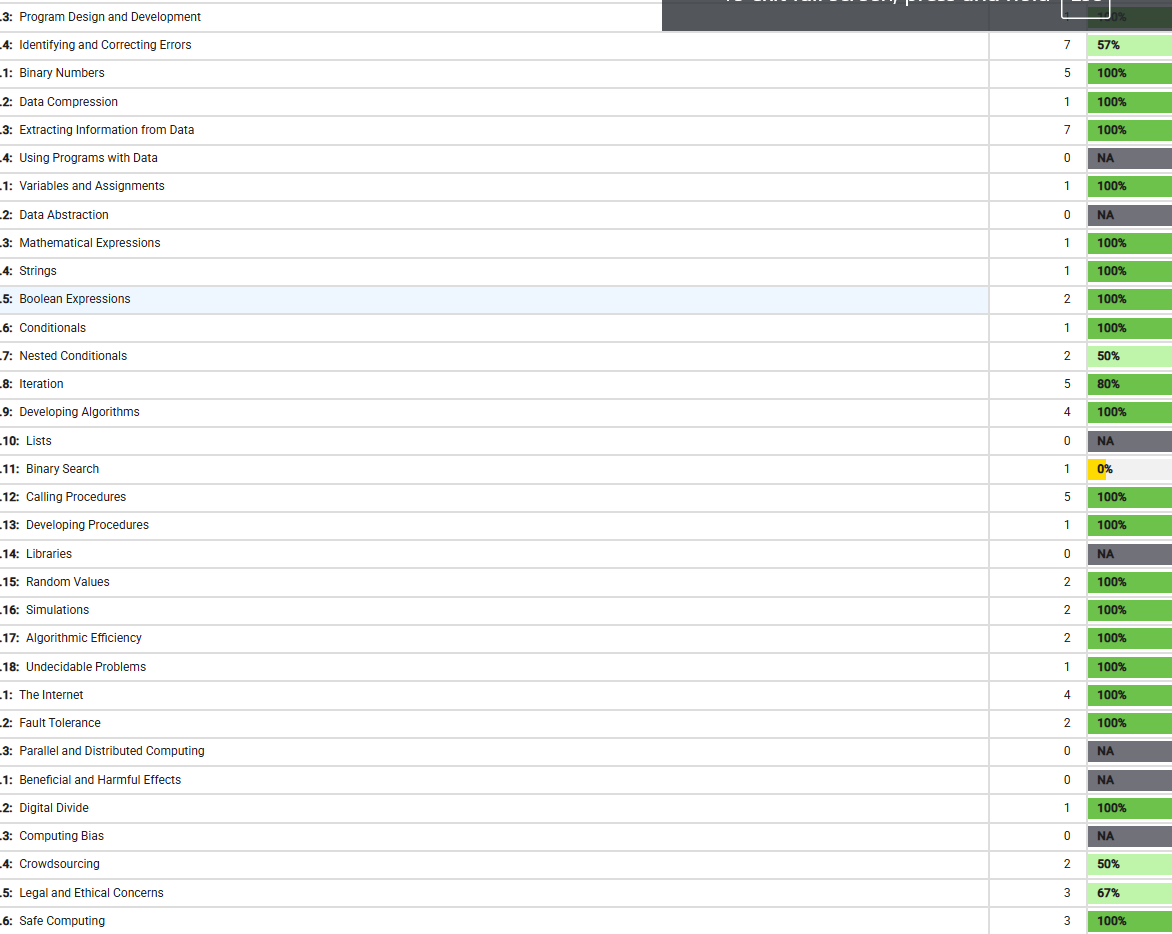 To exit full screen, press and hold Esc
.3: Program Design and Development 1 100%
.4: Identifying and Correcting Errors 7 57%
.1: Binary Numbers 5 100%
.2: Data Compression 1 100%
.3: Extracting Information from Data 7 100%
.4: Using Programs with Data 0 NA
.1: Variables and Assignments 1 100%
.2: Data Abstraction 0 NA
.3: Mathematical Expressions 1 100%
.4: Strings 1 100%
.5: Boolean Expressions 2 100%
.6: Conditionals 1 100%
.7: Nested Conditionals 2 50%
.8: Iteration 5 80%
.9: Developing Algorithms 4 100%
.10: Lists 0 NA
.11: Binary Search 1 0%
.12: Calling Procedures 5 100%
.13: Developing Procedures 1 100%
.14: Libraries 0 NA
.15: Random Values 2 100%
.16: Simulations 2 100%
.17: Algorithmic Efficiency 2 100%
.18: Undecidable Problems 1 100%
.1: The Internet 4 100%
.2: Fault Tolerance 2 100%
.3: Parallel and Distributed Computing 0 NA
.1: Beneficial and Harmful Effects 0 NA
.2: Digital Divide 1 100%
.3: Computing Bias 0 NA
.4: Crowdsourcing 2 50%
.5: Legal and Ethical Concerns 3 67%
.6: Safe Computing 3 100%